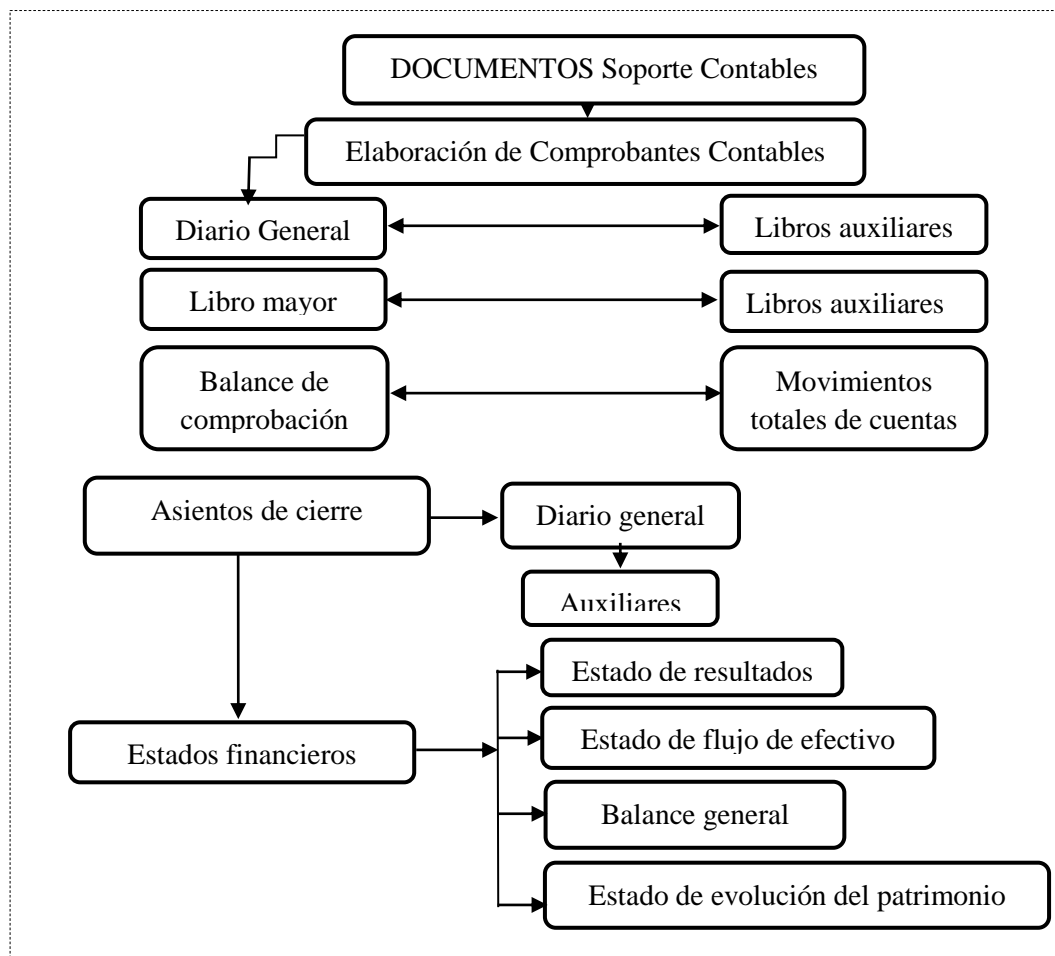 DOCUMENTOS Soporte Contables
Elaboración de Comprobantes Contables
Diario General
Libros auxiliares
Libro mayor
Libros auxiliares
Balance de
comprobación
Movimientos
totales de cuentas
Asientos de cierre
Diario general
Auxiliares
Estado de resultados
Estado de flujo de efectivo
Estados financieros
Balance general
Estado de evolución del patrimonio